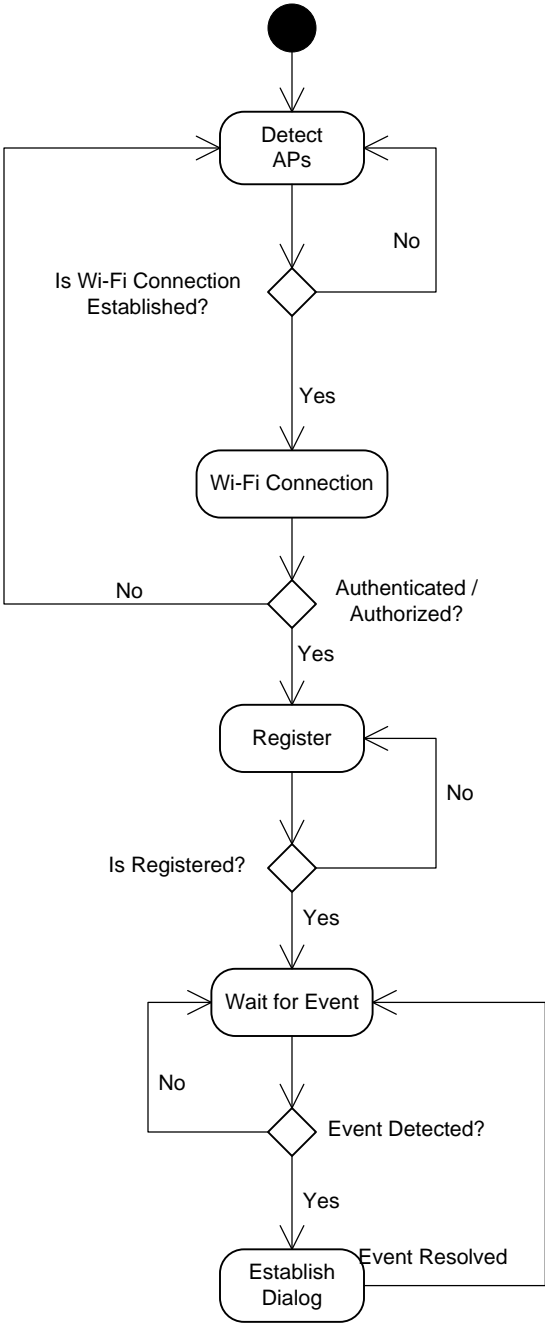 Detect
APs
No
Is Wi-Fi Connection
Established?
Yes
Wi-Fi Connection
No
Authenticated /
Authorized?
Yes
Register
No
Is Registered?
Yes
Wait for Event
No
Event Detected?
Yes
Event Resolved
Establish
Dialog